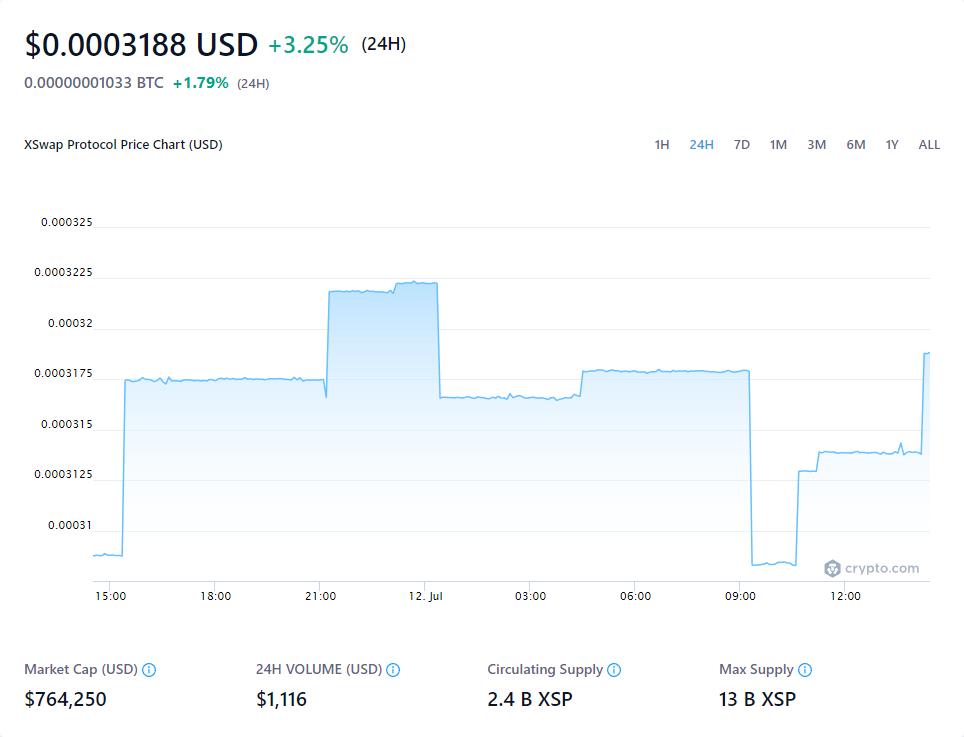 $0.0003188 USD +3.25% (24H)
0.00000001033 BTC +1.79% (24H)
XSwap Protocol Price Chart (USD) 1H 24H 7D 1M 3M 6M 1Y ALL
0.000325
0.0003225
0.00032
0.0003175
0.000315
0.0003125
0.00031
crypto.com
15:00 18:00 21:00 12. Jul 03:00 06:00 09:00 12:00
Market Cap (USD) 24H VOLUME (USD) Circulating Supply Max Supply
$764,250 $1,116 2.4 B XSP 13 B XSP